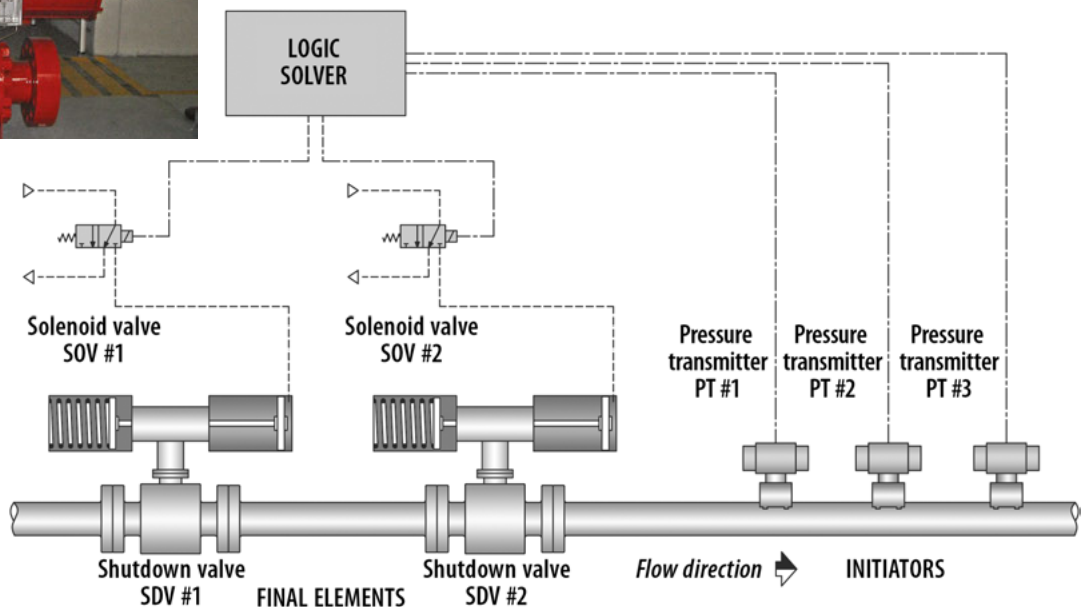 LOGIC
SOLVER
Solenoid valve
SOV #1
Solenoid valve
SOV #2
Pressure
transmitter
PT #1
Pressure
transmitter
PT #2
Pressure
transmitter
PT #3
Shutdown valve
SDV #1
FINAL ELEMENTS
Shutdown valve
SDV #2
Flow direction
INITIATORS